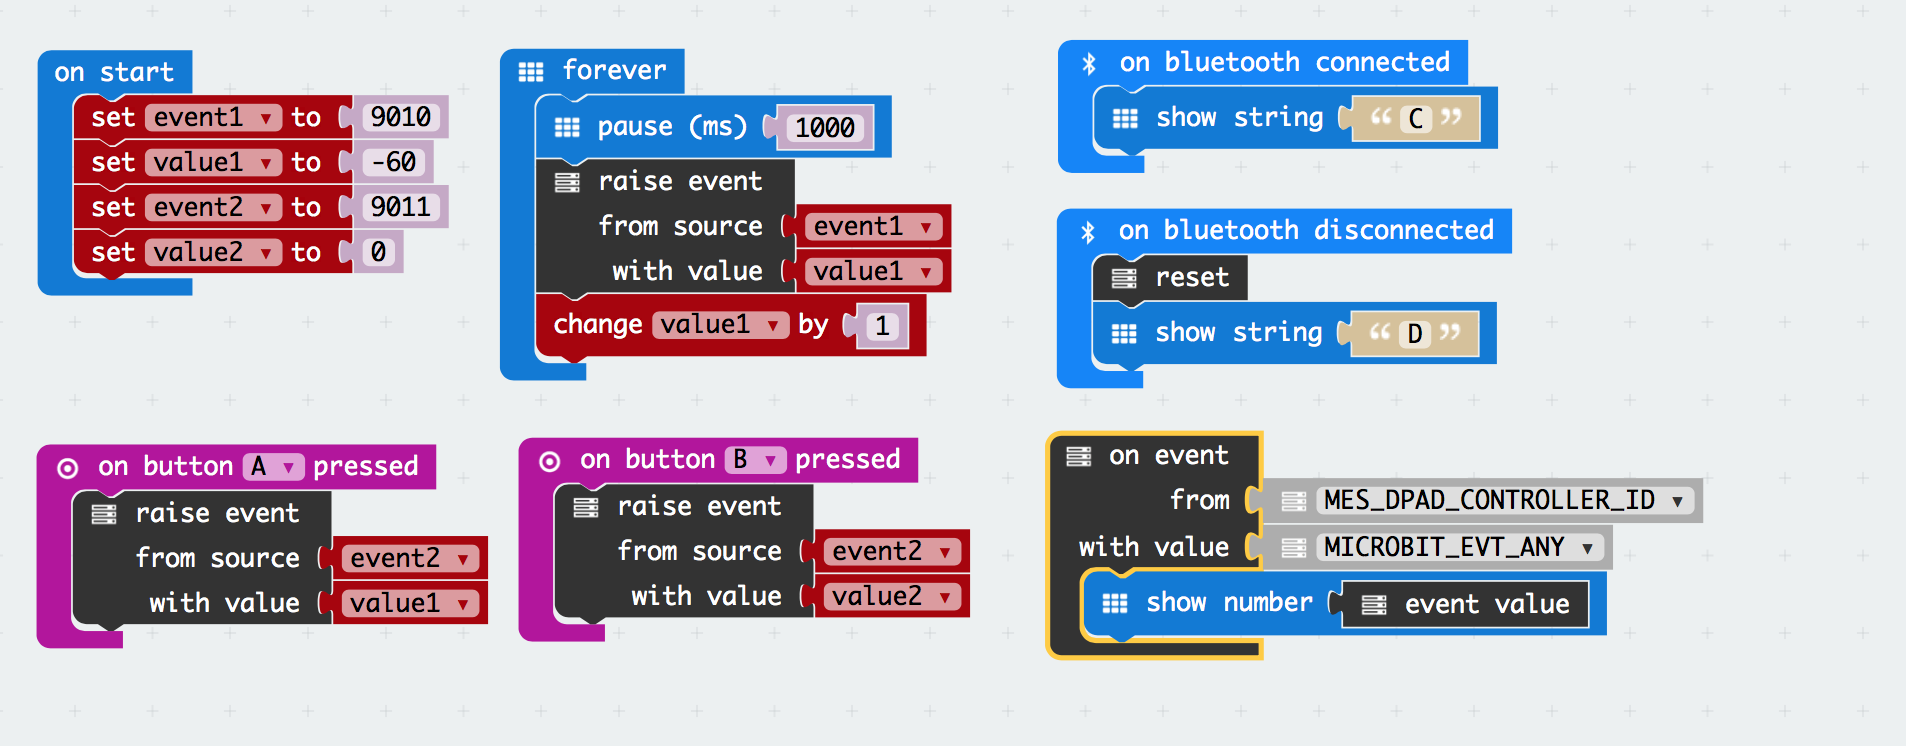 on start
set event1 ▾ to 9010
set value1 ▾ to -60
set event2 ▾ to 9011
set value2 ▾ to 0
forever
pause (ms) 1000
raise event
from source event1 ▾
with value value1 ▾
change value1 ▾ by 1
on bluetooth connected
show string “ C ”
on bluetooth disconnected
reset
show string “ D ”
on button A ▾ pressed
raise event
from source event2 ▾
with value value1 ▾
on button B ▾ pressed
raise event
from source event2 ▾
with value value2 ▾
on event
from MES_DPAD_CONTROLLER_ID ▾
with value MICROBIT_EVT_ANY ▾
show number event value